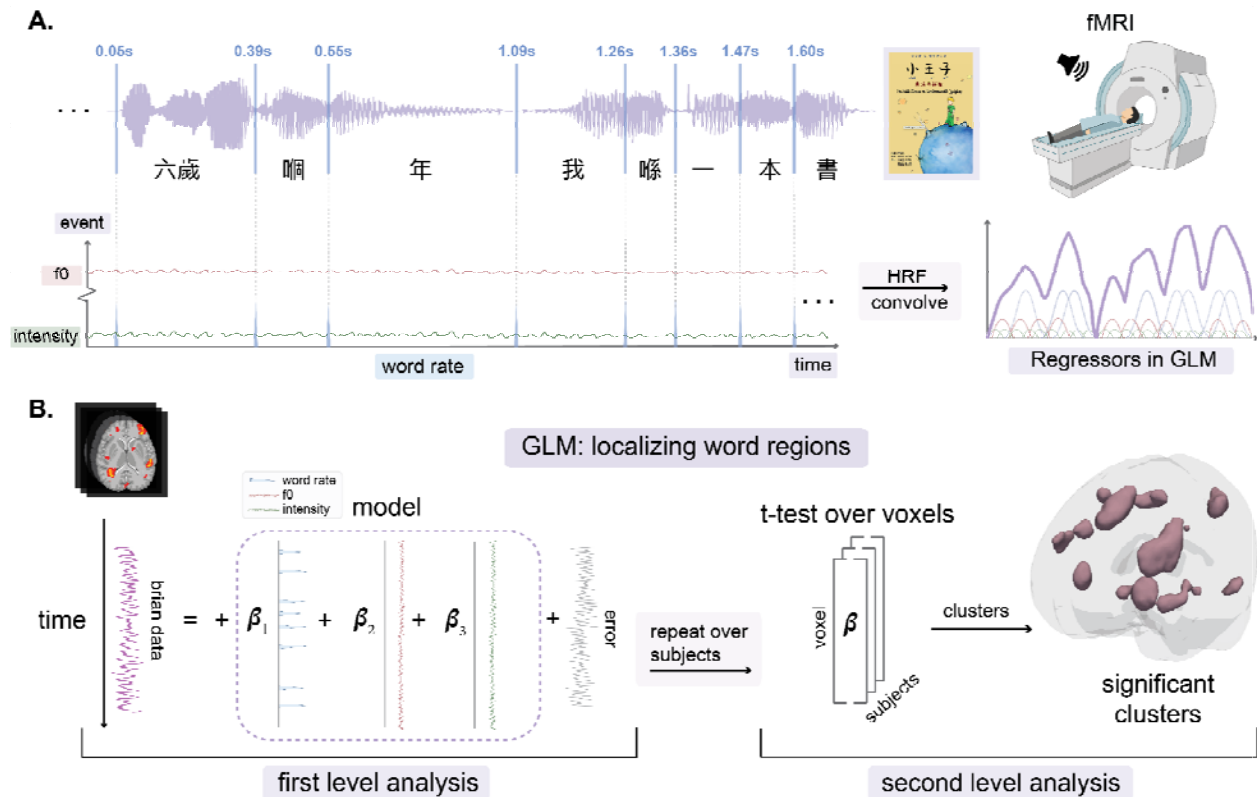 A.
0.05s 0.39s 0.55s 1.09s 1.26s 1.36s 1.47s 1.60s
fMRI
小王子
...
六歲 嗰 年 我 喺 一 本 書
event
f0
HRF
convolve
...
intensity
word rate
time
Regressors in GLM
B.
GLM: localizing word regions
word rate
f0
intensity
model
t-test over voxels
time
brian data
= + β1 + β2 + β3 + error
repeat over
subjects
voxel
β
subjects
clusters
significant
clusters
first level analysis
second level analysis